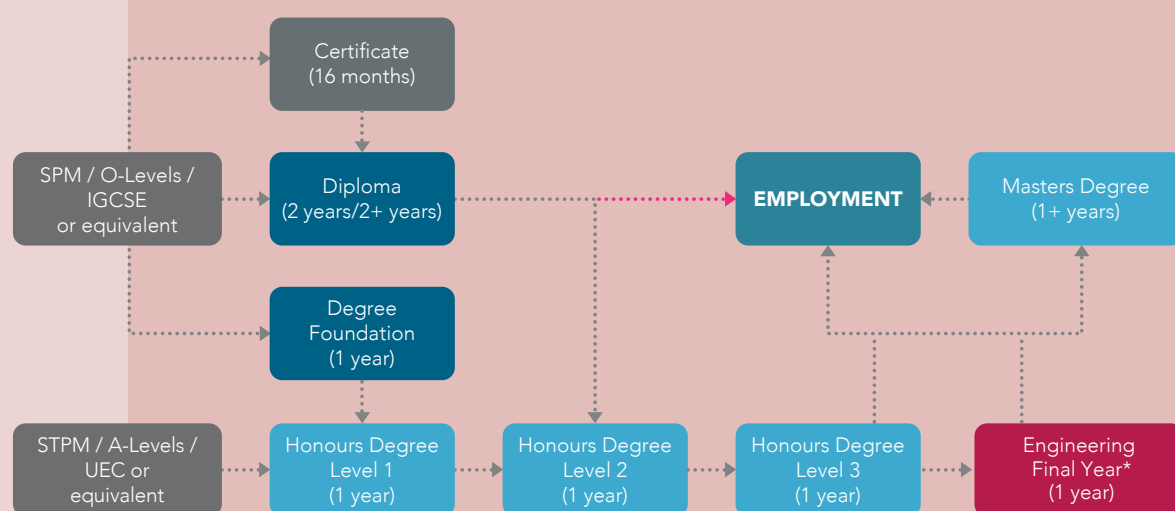 Certificate
(16 months)
SPM / O-Levels /
IGCSE
or equivalent
Diploma
(2 years/2+ years)
EMPLOYMENT
Masters Degree
(1+ years)
Degree
Foundation
(1 year)
STPM / A-Levels /
UEC or
equivalent
Honours Degree
Level 1
(1 year)
Honours Degree
Level 2
(1 year)
Honours Degree
Level 3
(1 year)
Engineering
Final Year*
(1 year)